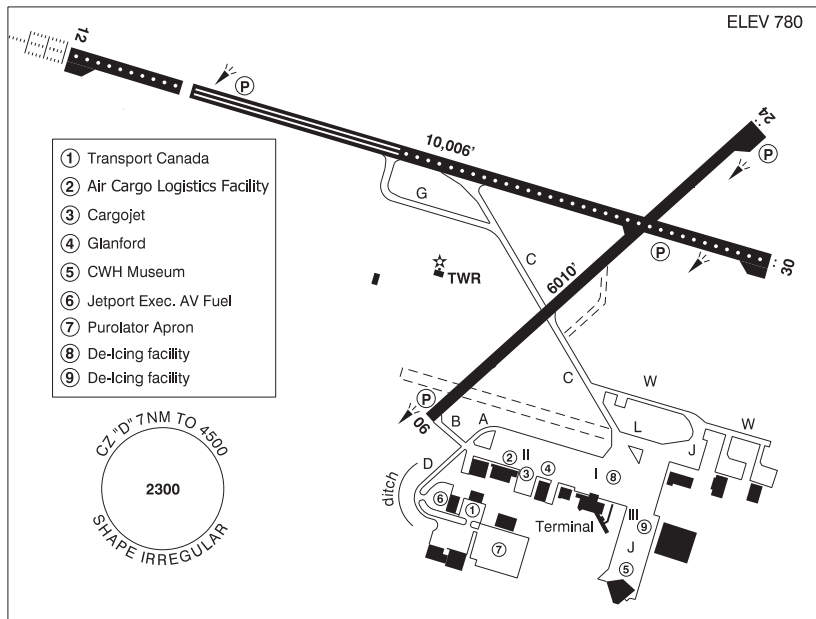 ELEV 780
12
P
10,006'
24
P
① Transport Canada
② Air Cargo Logistics Facility
③ Cargojet
④ Glanford
⑤ CWH Museum
⑥ Jetport Exec. AV Fuel
⑦ Purolator Apron
⑧ De-Icing facility
⑨ De-Icing facility
G
C
P
30
TWR
6010'
C
W
P
06
B
A
L
W
J
CZ "D" 7NM TO 4500
2300
SHAPE IRREGULAR
D
ditch
②
II
③
④
I
⑧
⑥
①
Terminal
III
⑨
⑦
J
⑤